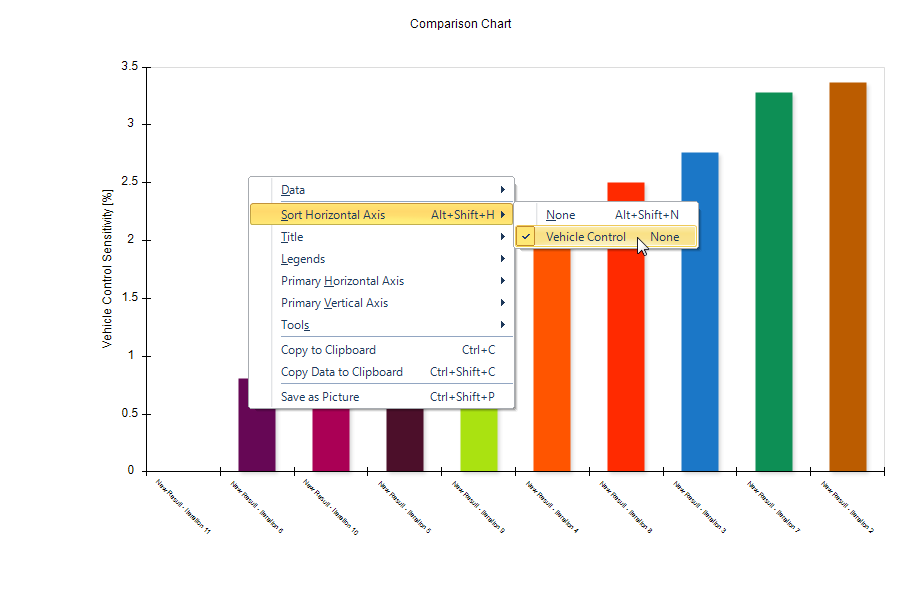 Comparison Chart
Vehicle Control Sensitivity [%]
3.5
3
2.5
2
1.5
1
0.5
0
Data
Sort Horizontal Axis Alt+Shift+H
Title
Legends
Primary Horizontal Axis
Primary Vertical Axis
Tools
Copy to Clipboard Ctrl+C
Copy Data to Clipboard Ctrl+Shift+C
Save as Picture Ctrl+Shift+P
None Alt+Shift+N
Vehicle Control None
New Result - Iteration 11
New Result - Iteration 6
New Result - Iteration 10
New Result - Iteration 5
New Result - Iteration 9
New Result - Iteration 4
New Result - Iteration 8
New Result - Iteration 3
New Result - Iteration 7
New Result - Iteration 2